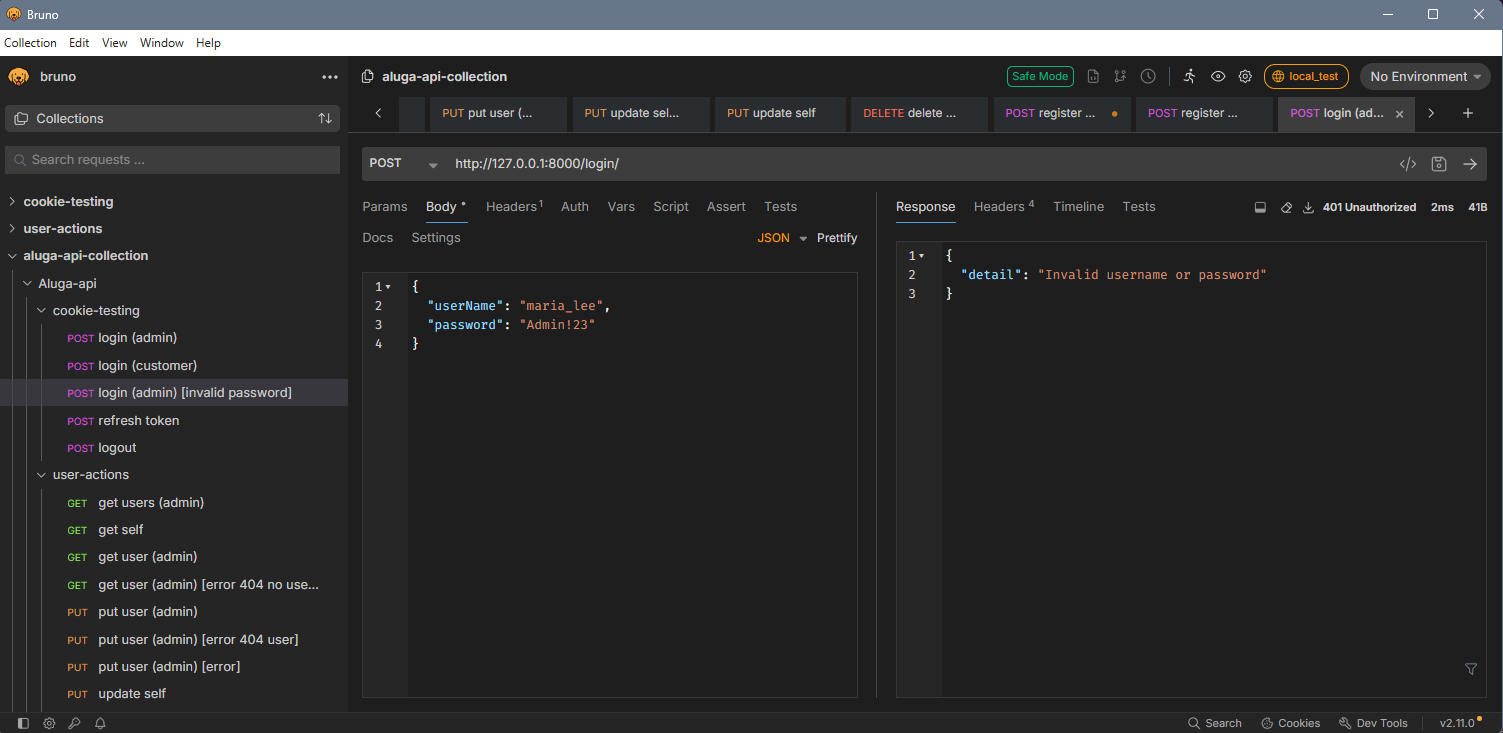 Bruno
Collection Edit View Window Help
bruno
Collections
Search requests ...
cookie-testing
user-actions
aluga-api-collection
Aluga-api
cookie-testing
POST login (admin)
POST login (customer)
POST login (admin) [invalid password]
POST refresh token
POST logout
user-actions
GET get users (admin)
GET get self
GET get user (admin)
GET get user (admin) [error 404 no use...
PUT put user (admin)
PUT put user (admin) [error 404 user]
PUT put user (admin) [error]
PUT update self
aluga-api-collection
Safe Mode
local_test
No Environment
PUT put user (...
PUT update sel...
PUT update self
DELETE delete ...
POST register ...
POST register ...
POST login (ad...
POST http://127.0.0.1:8000/login/
Params Body Headers1 Auth Vars Script Assert Tests
Docs Settings
JSON Prettify
1 {
2 "userName": "maria_lee",
3 "password": "Admin!23"
4 }
Response Headers 4 Timeline Tests
401 Unauthorized 2ms 41B
1 {
2 "detail": "Invalid username or password"
3 }
Search Cookies Dev Tools v2.11.0